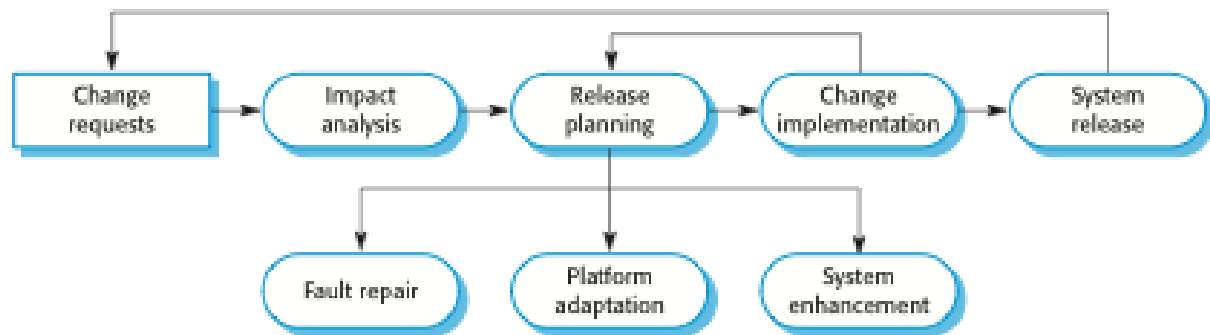 Change
requests
Impact
analysis
Release
planning
Change
implementation
System
release
Fault repair
Platform
adaptation
System
enhancement